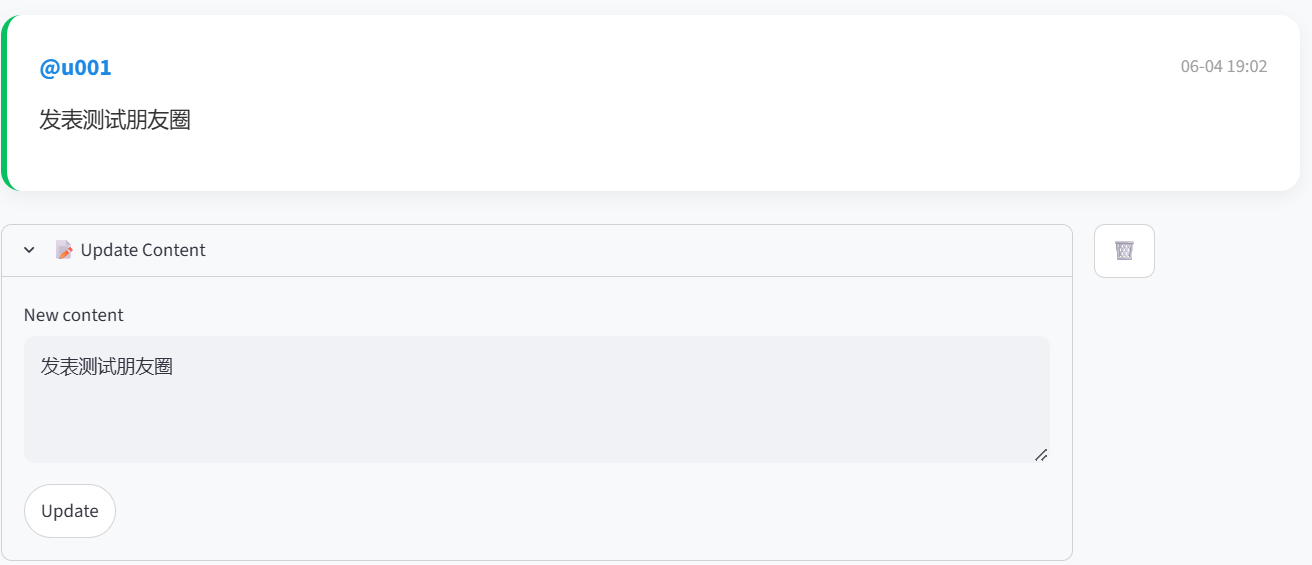 @u001
06-04 19:02
发表测试朋友圈
Update Content
New content
发表测试朋友圈
Update